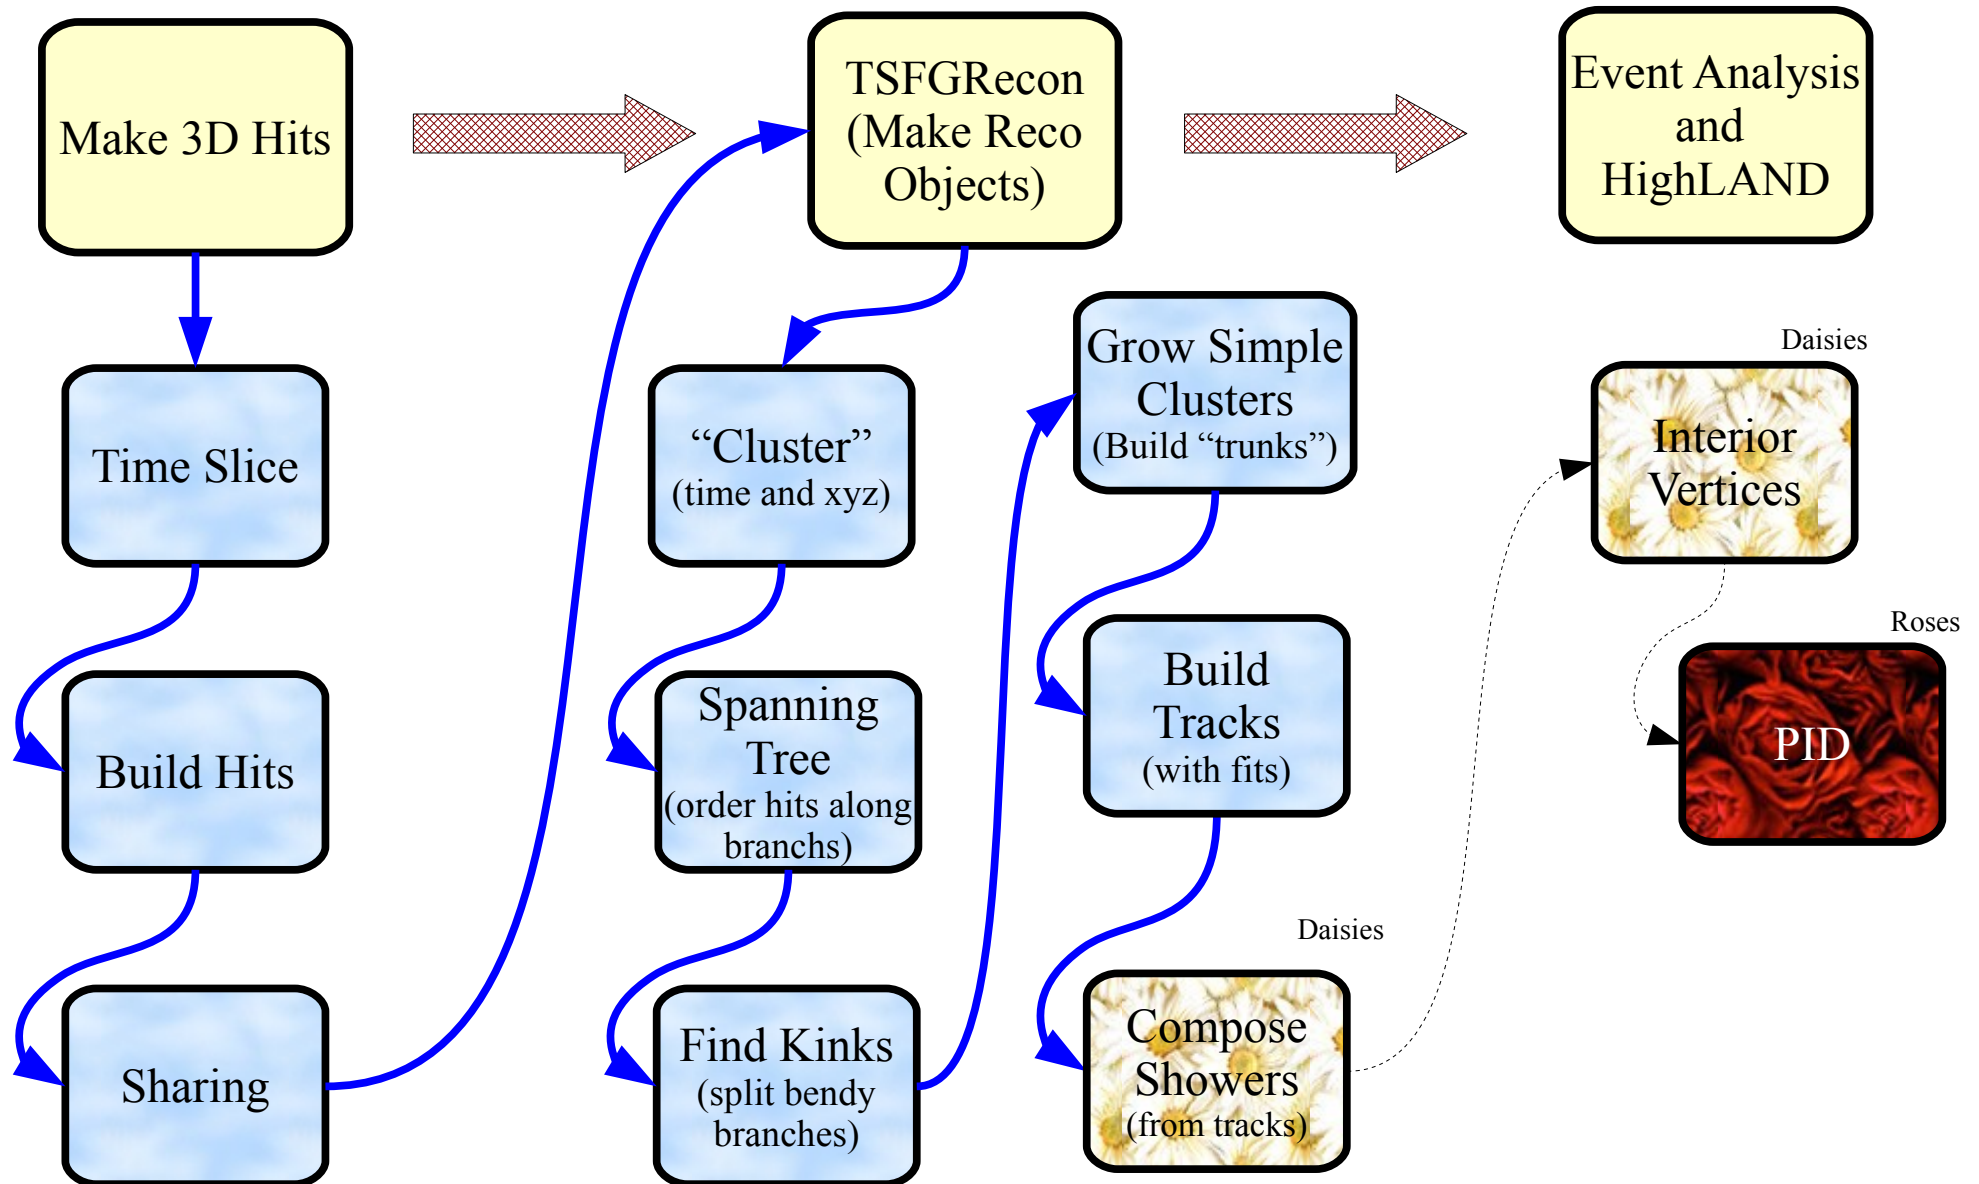 Make 3D Hits
TSFGRecon
(Make Reco
Objects)
Event Analysis
and
HighLAND
Time Slice
Build Hits
Sharing
“Cluster”
(time and xyz)
Spanning
Tree
(order hits along
branchs)
Find Kinks
(split bendy
branches)
Grow Simple
Clusters
(Build “trunks”)
Build
Tracks
(with fits)
Daisies
Compose
Showers
(from tracks)
Daisies
Interior
Vertices
Roses
PID